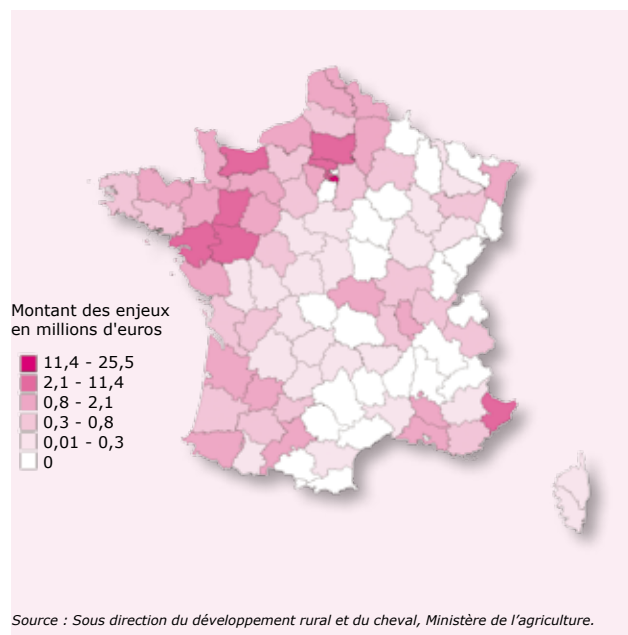 Montant des enjeux
en millions d'euros
11,4 - 25,5
2,1 - 11,4
0,8 - 2,1
0,3 - 0,8
0,01 - 0,3
0
Source : Sous direction du développement rural et du cheval, Ministère de l’agriculture.